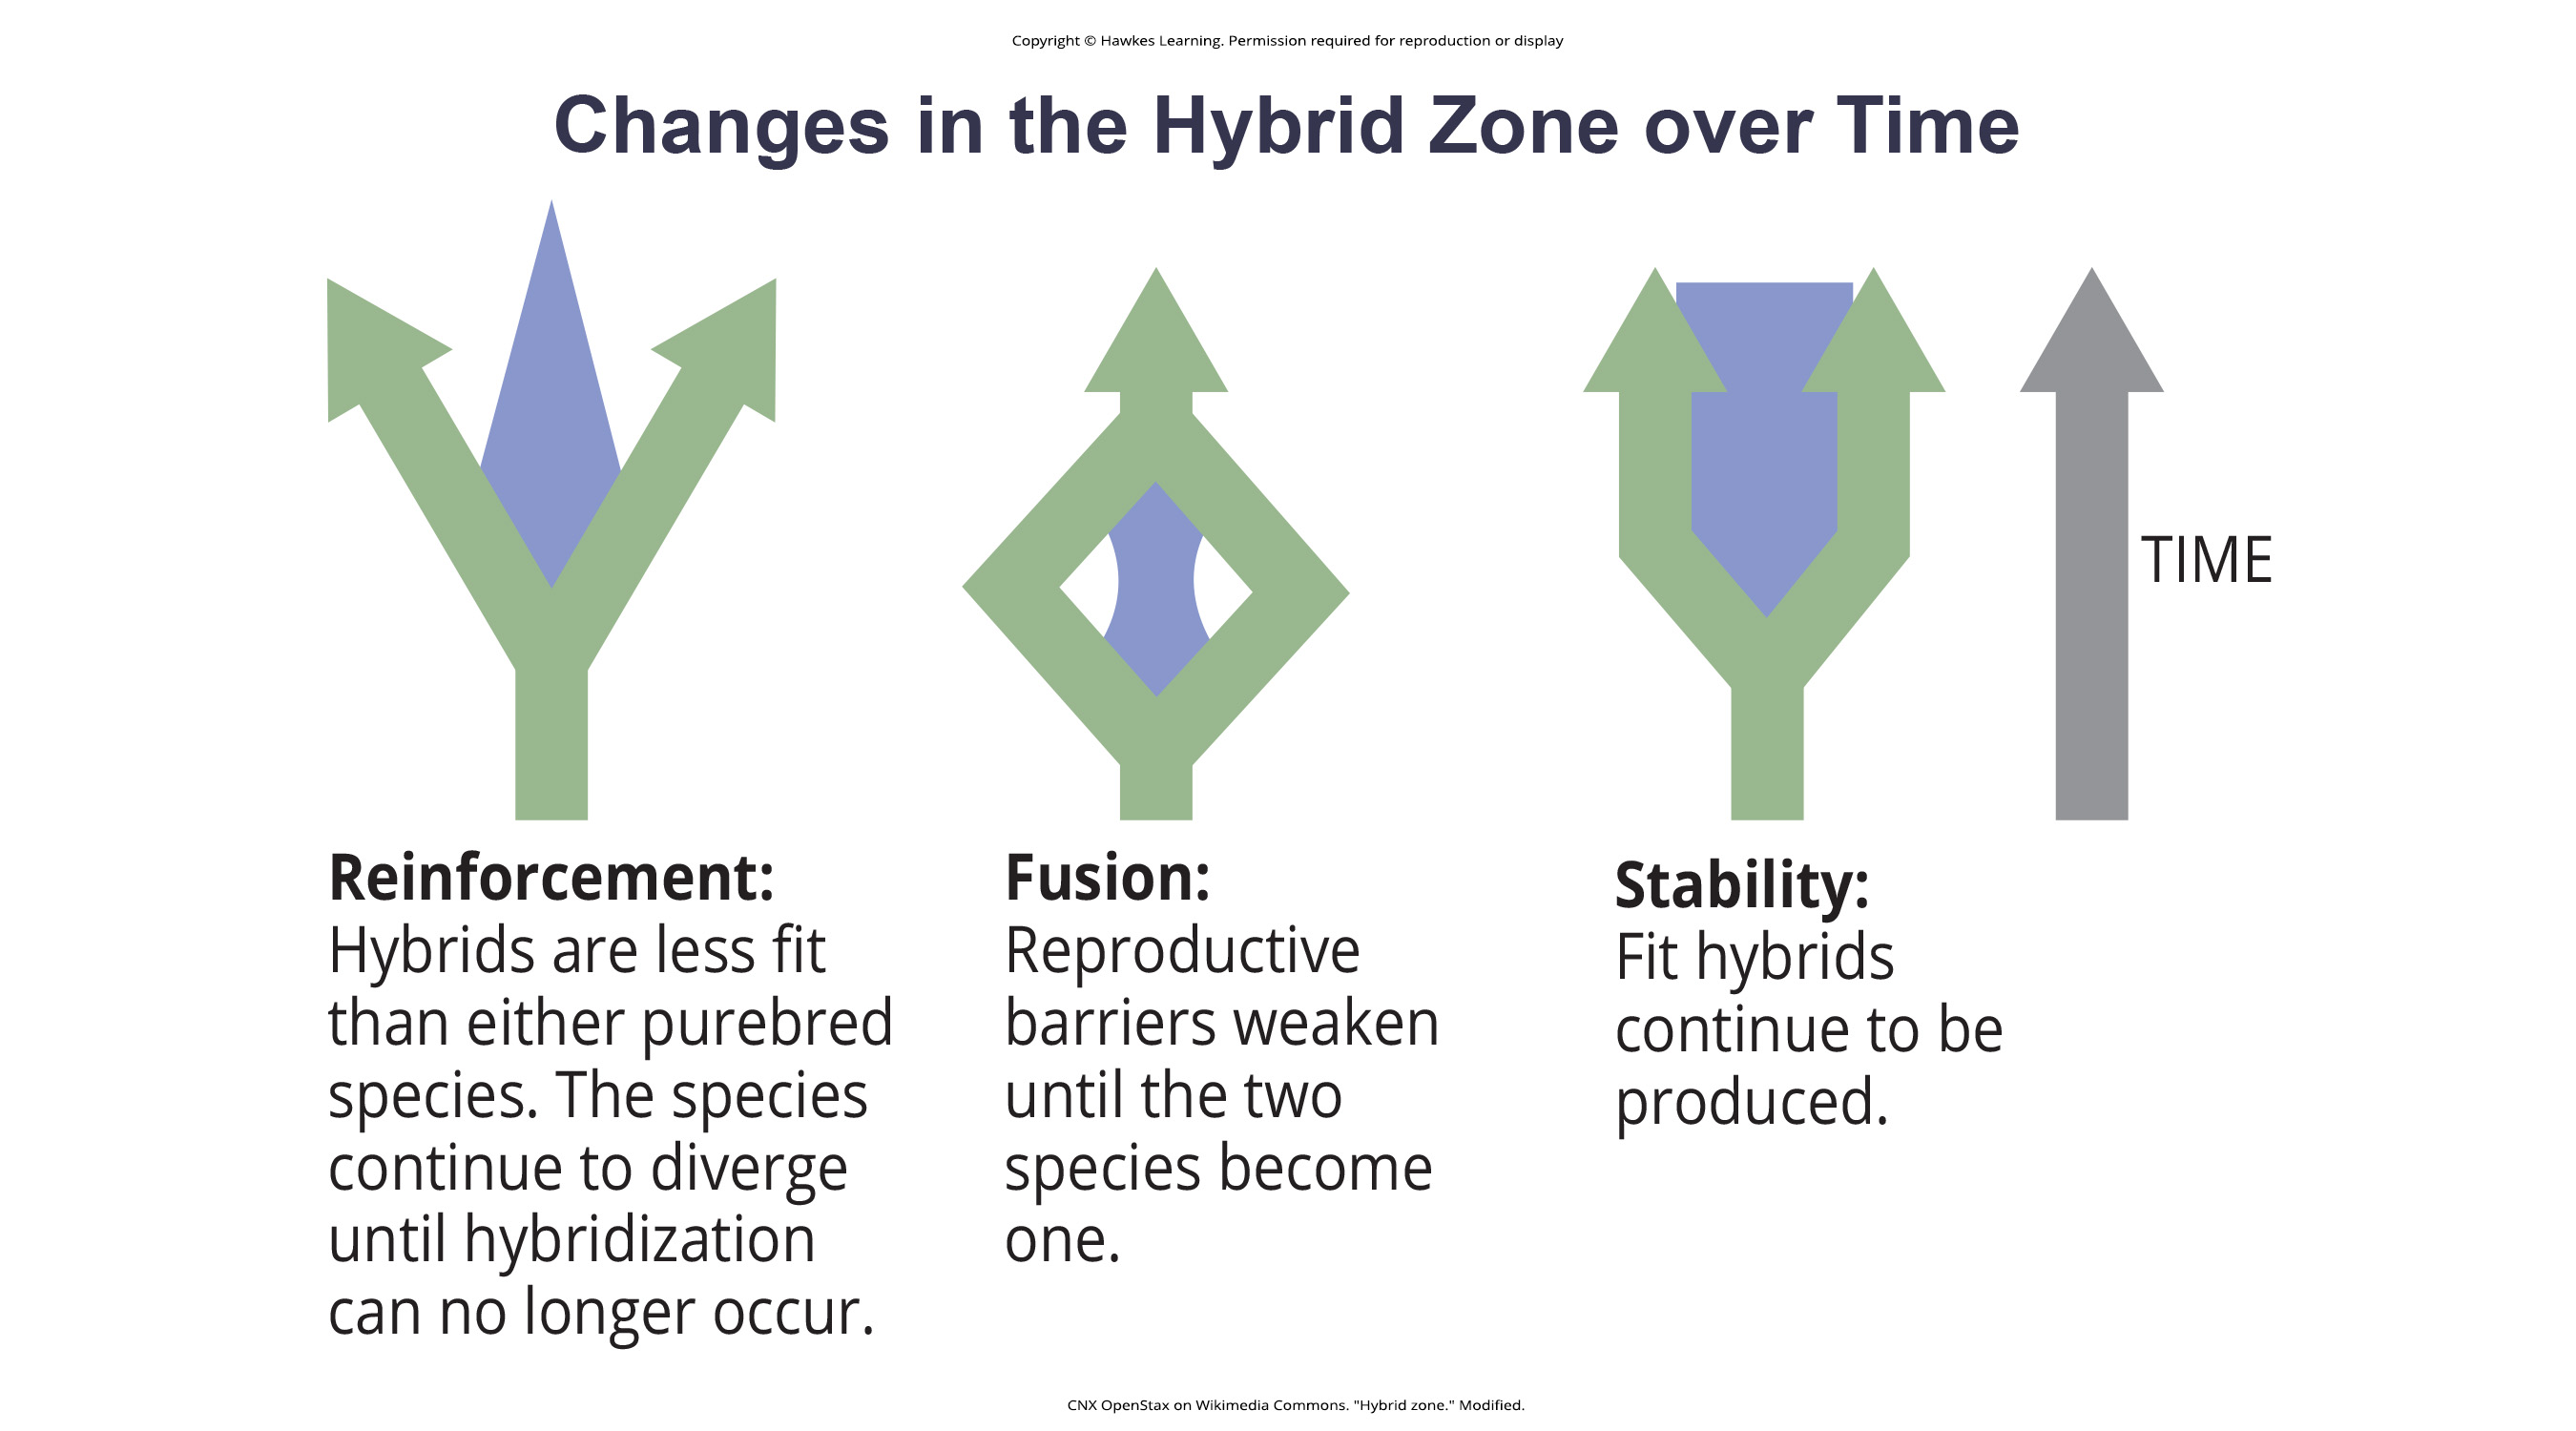 Copyright © Hawkes Learning. Permission required for reproduction or display
Changes in the Hybrid Zone over Time
TIME
Reinforcement:
Hybrids are less fit
than either purebred
species. The species
continue to diverge
until hybridization
can no longer occur.
Fusion:
Reproductive
barriers weaken
until the two
species become
one.
Stability:
Fit hybrids
continue to be
produced.
CNX OpenStax on Wikimedia Commons. "Hybrid zone." Modified.